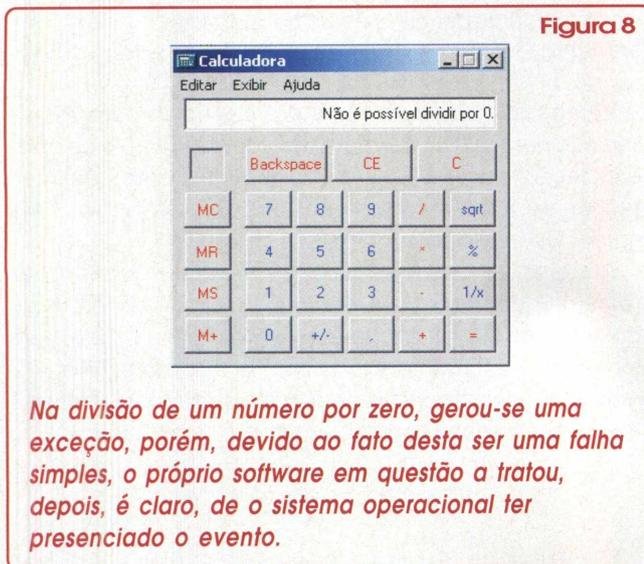 Figura 8
Calculadora
Editar Exibir Ajuda
Não é possível dividir por 0.
Backspace CE C
MC 7 8 9 / sqrt
MR 4 5 6 * %
MS 1 2 3 - 1/x
M+ 0 +/- , + =
Na divisão de um número por zero, gerou-se uma
exceção, porém, devido ao fato desta ser uma falha
simples, o próprio software em questão a tratou,
depois, é claro, de o sistema operacional ter
presenciado o evento.